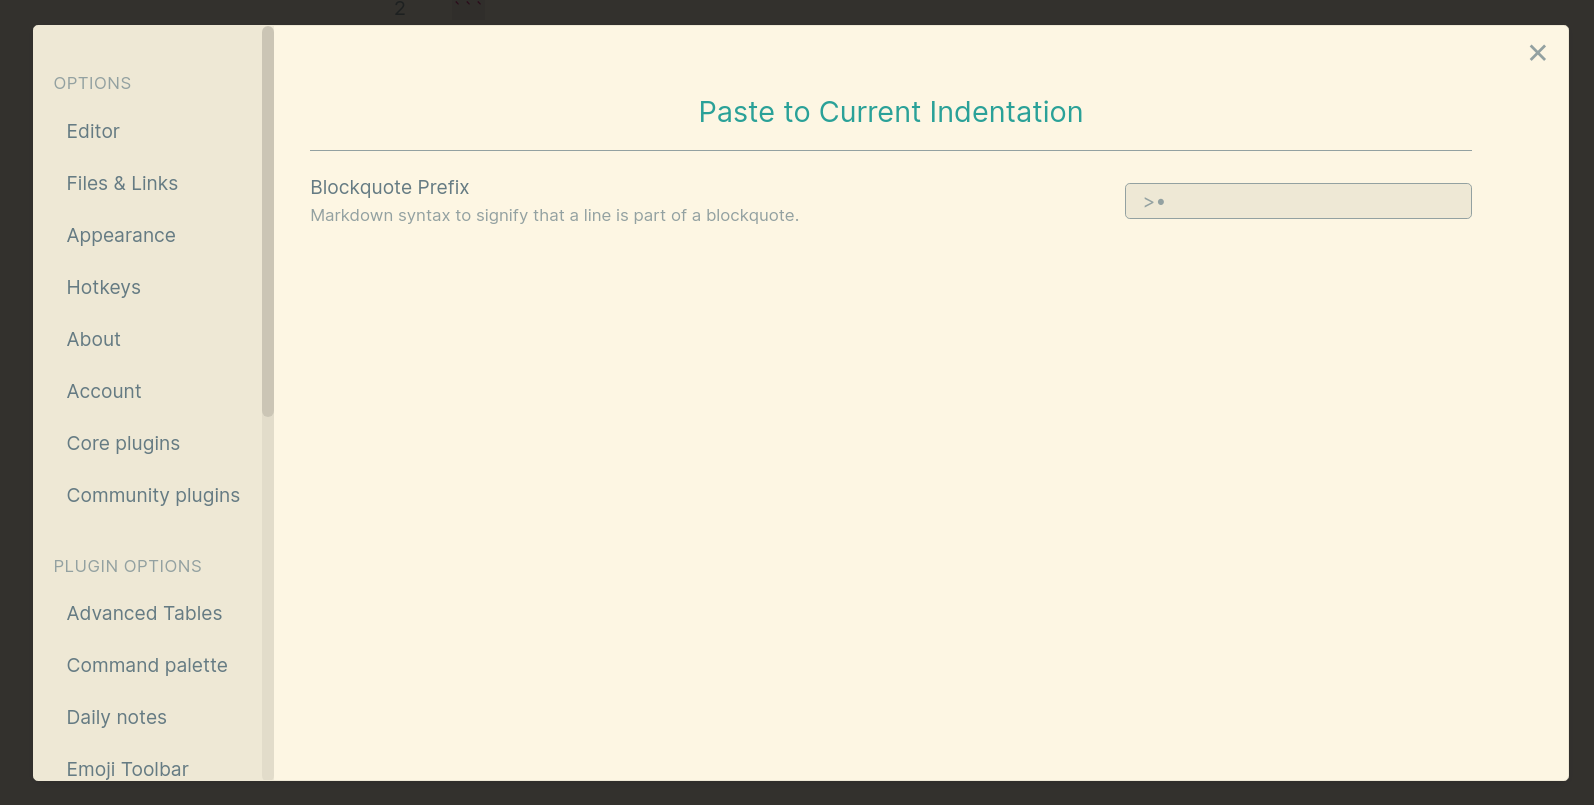 2 ```
OPTIONS
Editor
Files & Links
Appearance
Hotkeys
About
Account
Core plugins
Community plugins
PLUGIN OPTIONS
Advanced Tables
Command palette
Daily notes
Emoji Toolbar
Paste to Current Indentation
Blockquote Prefix
Markdown syntax to signify that a line is part of a blockquote.
>•